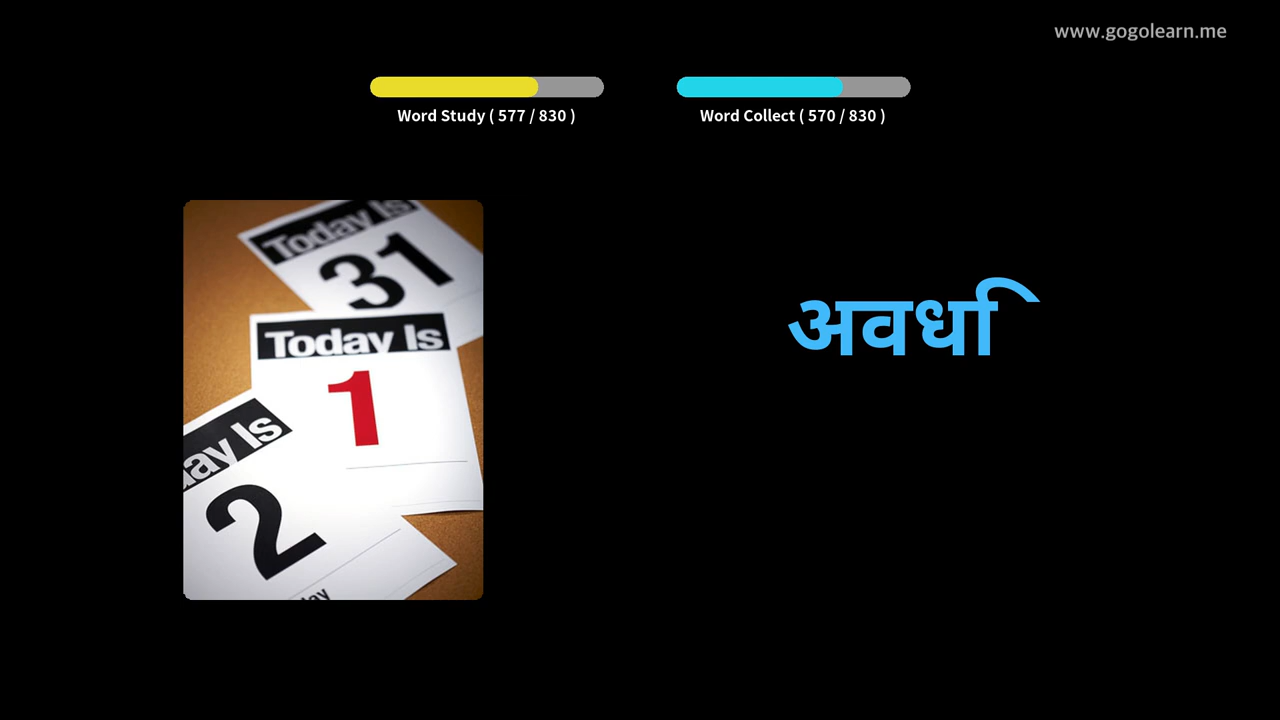 www.gogolearn.me
Word Study ( 577 / 830 )
Word Collect ( 570 / 830 )
Today Is
31
Today Is
1
ay Is
2
ay
अवधि